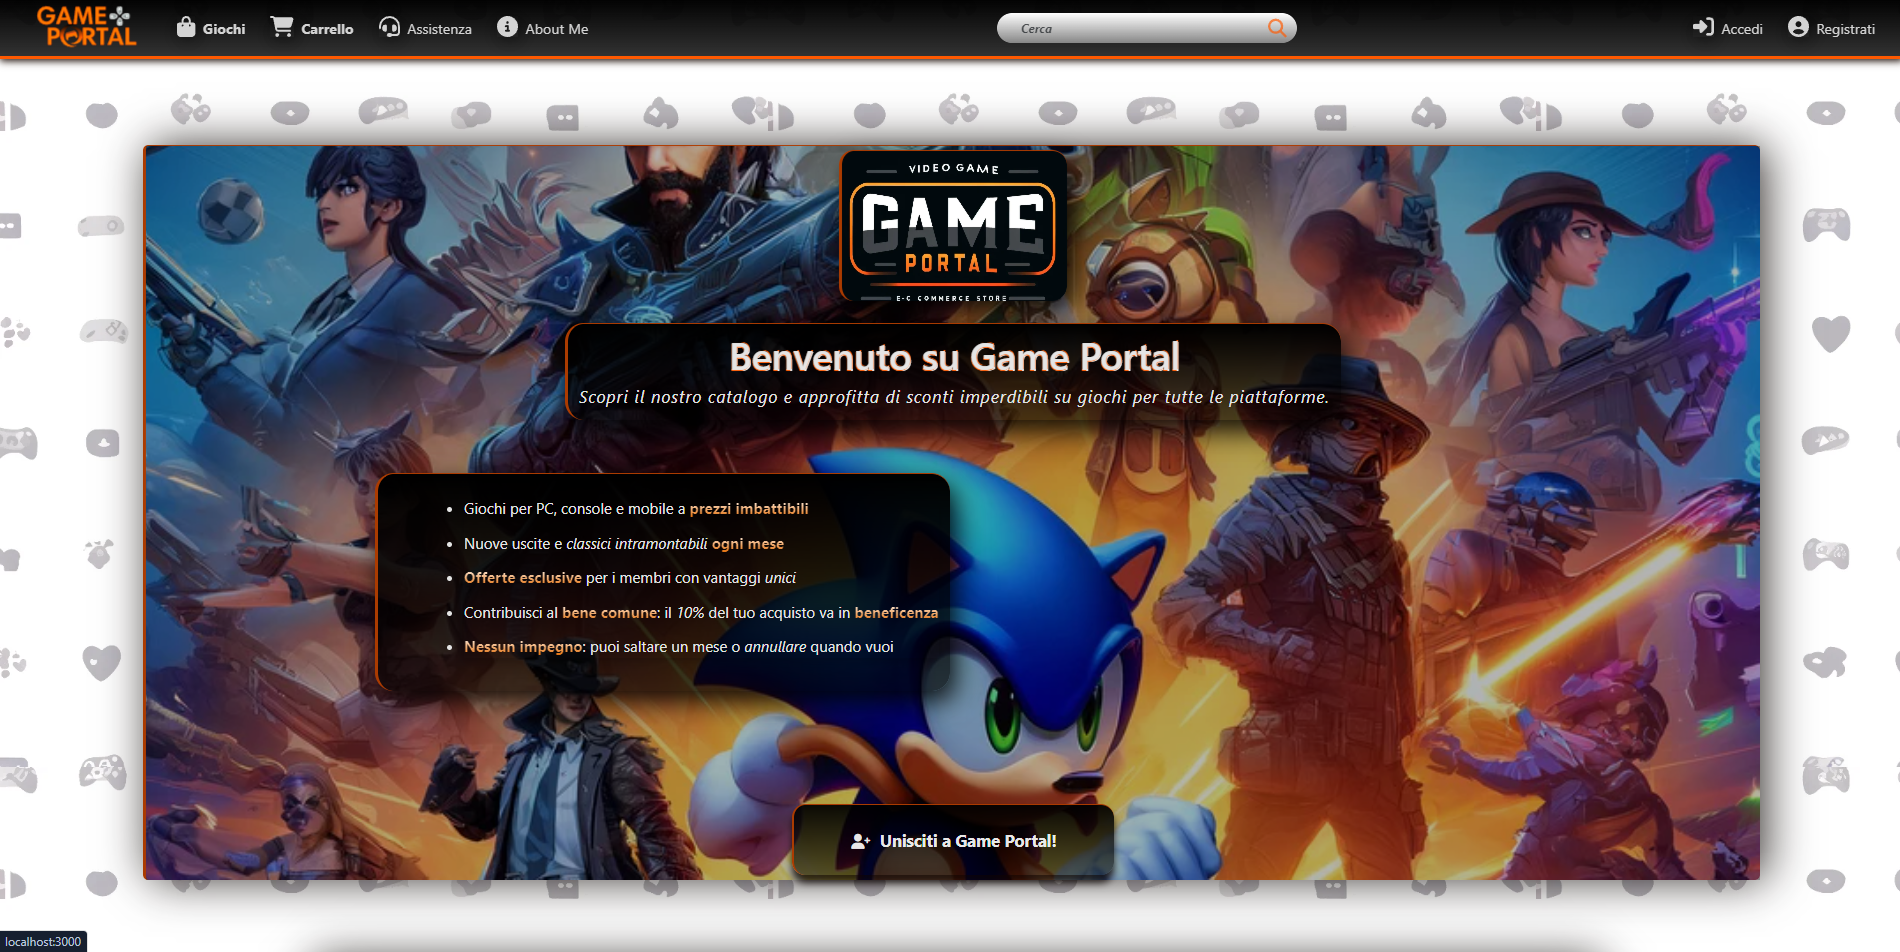 GAME
PORTAL
Giochi
Carrello
Assistenza
About Me
Cerca
Accedi
Registrati
VIDEO GAME
GAME
PORTAL
E-C COMMERCE STORE
Benvenuto su Game Portal
Scopri il nostro catalogo e approfitta di sconti imperdibili su giochi per tutte le piattaforme.
Giochi per PC, console e mobile a prezzi imbattibili
Nuove uscite e classici intramontabili ogni mese
Offerte esclusive per i membri con vantaggi unici
Contribuisci al bene comune: il 10% del tuo acquisto va in beneficenza
Nessun impegno: puoi saltare un mese o annullare quando vuoi
Unisciti a Game Portal!
localhost:3000